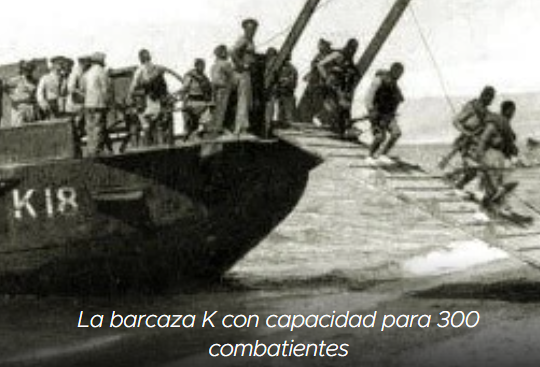 K18
La barcaza K con capacidad para 300
combatientes